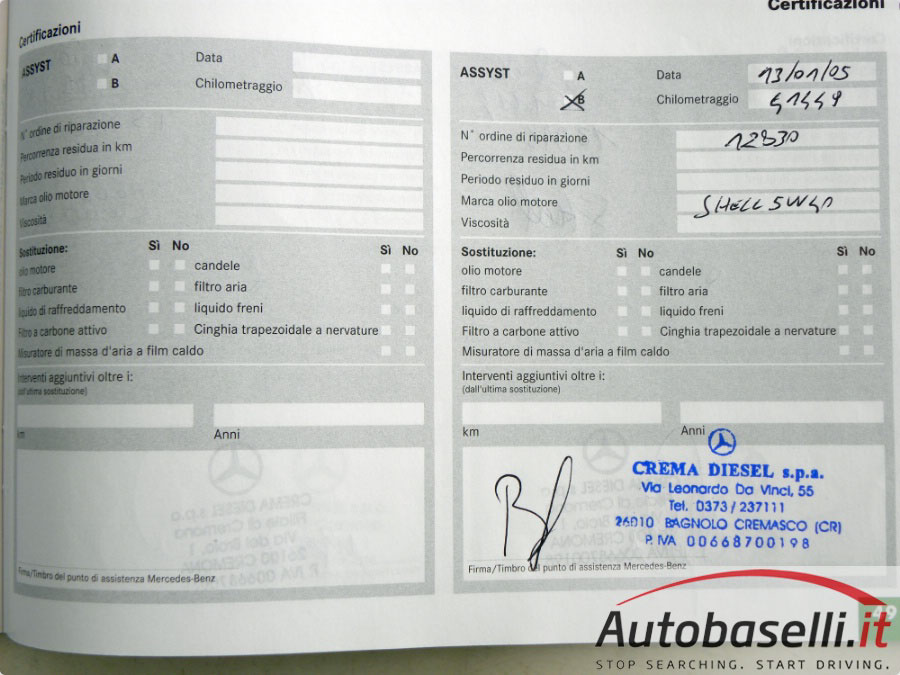 Certificazioni
ASSYST
A
Data
B
Chilometraggio
N° ordine di riparazione
Percorrenza residua in km
Periodo residuo in giorni
Marca olio motore
Viscosità
Sostituzione: Sì No Sì No
olio motore candele
filtro carburante filtro aria
liquido di raffreddamento liquido freni
Filtro a carbone attivo Cinghia trapezoidale a nervature
Misuratore di massa d'aria a film caldo
Interventi aggiuntivi oltre i:
(dall'ultima sostituzione)
km Anni
Firma/Timbro del punto di assistenza Mercedes-Benz
Certificazioni
ASSYST
A
Data 13/01/05
B
Chilometraggio 41449
N° ordine di riparazione 12830
Percorrenza residua in km
Periodo residuo in giorni
Marca olio motore SHELL 5W40
Viscosità
Sostituzione: Sì No Sì No
olio motore candele
filtro carburante filtro aria
liquido di raffreddamento liquido freni
Filtro a carbone attivo Cinghia trapezoidale a nervature
Misuratore di massa d'aria a film caldo
Interventi aggiuntivi oltre i:
(dall'ultima sostituzione)
km Anni
CREMA DIESEL s.p.a.
Via Leonardo Da Vinci, 55
Tel. 0373/237111
26010 BAGNOLO CREMASCO (CR)
P. IVA 00668700198
Firma/Timbro del punto di assistenza Mercedes-Benz
49
Autobaselli.it
STOP SEARCHING. START DRIVING.